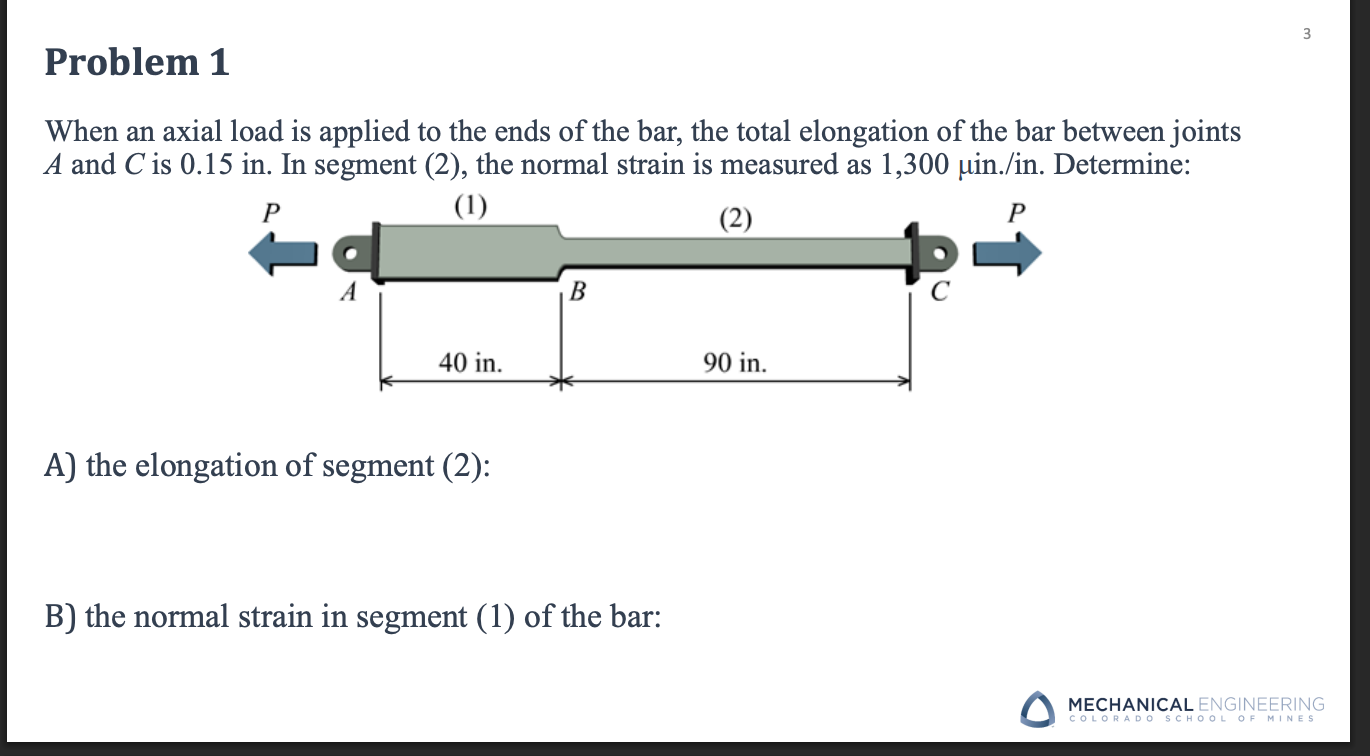 3
Problem 1
When an axial load is applied to the ends of the bar, the total elongation of the bar between joints
A and C is 0.15 in. In segment (2), the normal strain is measured as 1,300 μin./in. Determine:
P
(1)
(2)
P
A
B
C
40 in.
90 in.
A) the elongation of segment (2):
B) the normal strain in segment (1) of the bar:
MECHANICAL ENGINEERING
COLORADO SCHOOL OF MINES